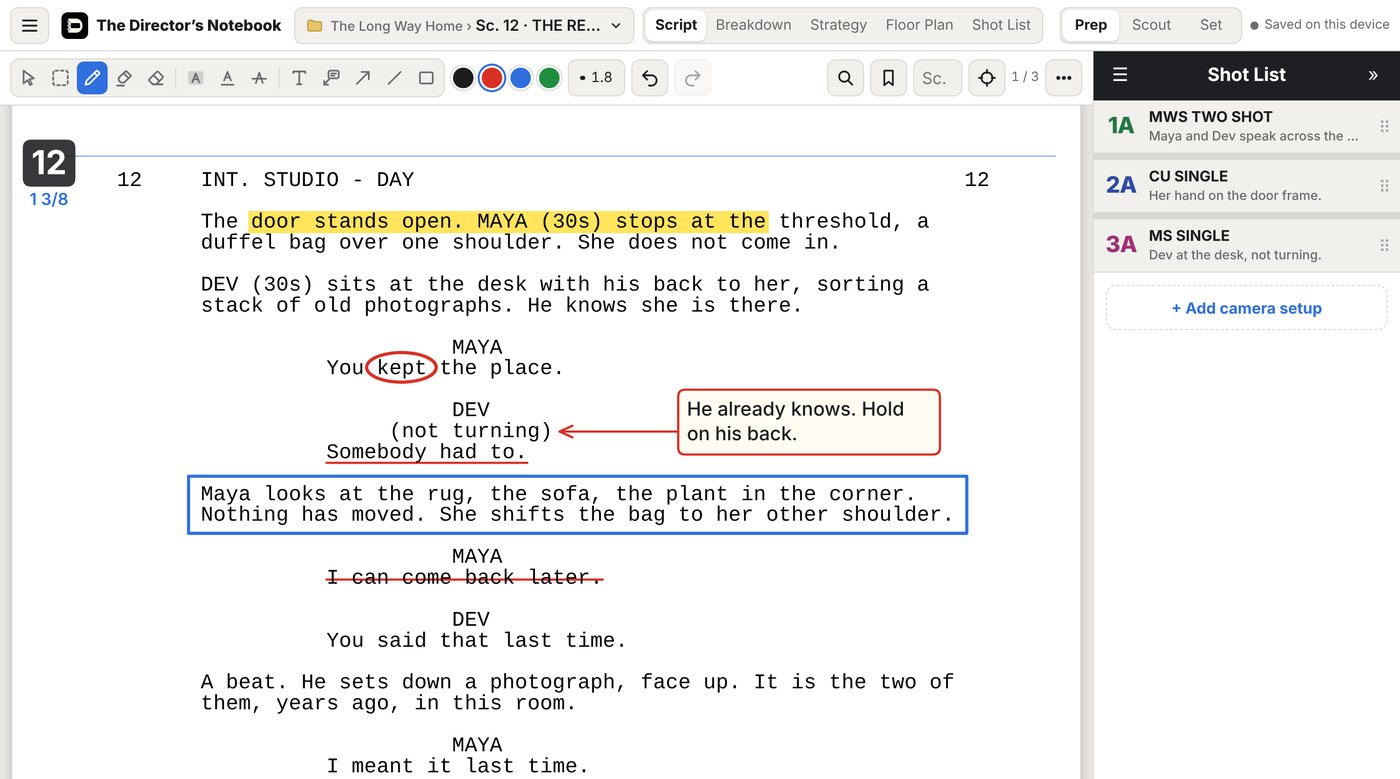 The Director's Notebook
The Long Way Home › Sc. 12 · THE RE...
Script Breakdown Strategy Floor Plan Shot List
Prep Scout Set
Saved on this device
A A A T
1.8
Sc.
1 / 3
12
1 3/8
12 INT. STUDIO - DAY 12
The door stands open. MAYA (30s) stops at the threshold, a
duffel bag over one shoulder. She does not come in.
DEV (30s) sits at the desk with his back to her, sorting a
stack of old photographs. He knows she is there.
MAYA
You kept the place.
DEV
(not turning)
Somebody had to.
He already knows. Hold
on his back.
Maya looks at the rug, the sofa, the plant in the corner.
Nothing has moved. She shifts the bag to her other shoulder.
MAYA
I can come back later.
DEV
You said that last time.
A beat. He sets down a photograph, face up. It is the two of
them, years ago, in this room.
MAYA
I meant it last time.
Shot List
1A MWS TWO SHOT
Maya and Dev speak across the ...
2A CU SINGLE
Her hand on the door frame.
3A MS SINGLE
Dev at the desk, not turning.
+ Add camera setup